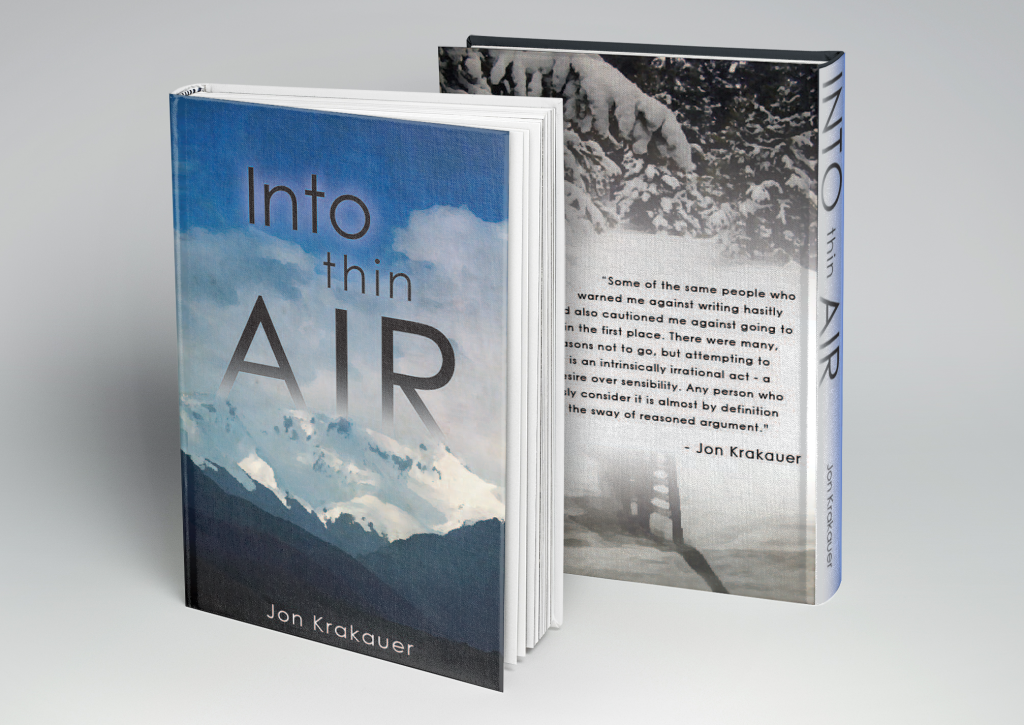 Into
thin
AIR
Jon Krakauer
"Some of the same people who
warned me against writing hastily
also cautioned me against going to
in the first place. There were many,
reasons not to go, but attempting to
is an intrinsically irrational act - a
desire over sensibility. Any person who
consider it is almost by definition
the sway of reasoned argument."
- Jon Krakauer
INTO thin AIR
Jon Krakauer